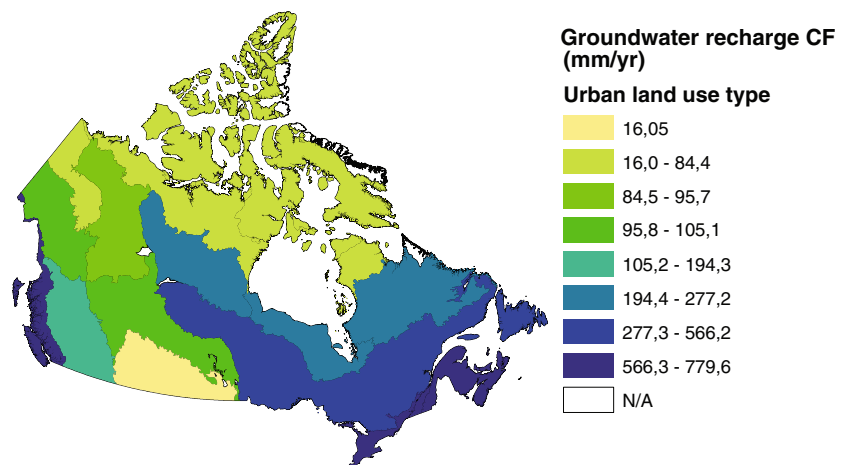 Groundwater recharge CF
(mm/yr)
Urban land use type
16,05
16,0 - 84,4
84,5 - 95,7
95,8 - 105,1
105,2 - 194,3
194,4 - 277,2
277,3 - 566,2
566,3 - 779,6
N/A